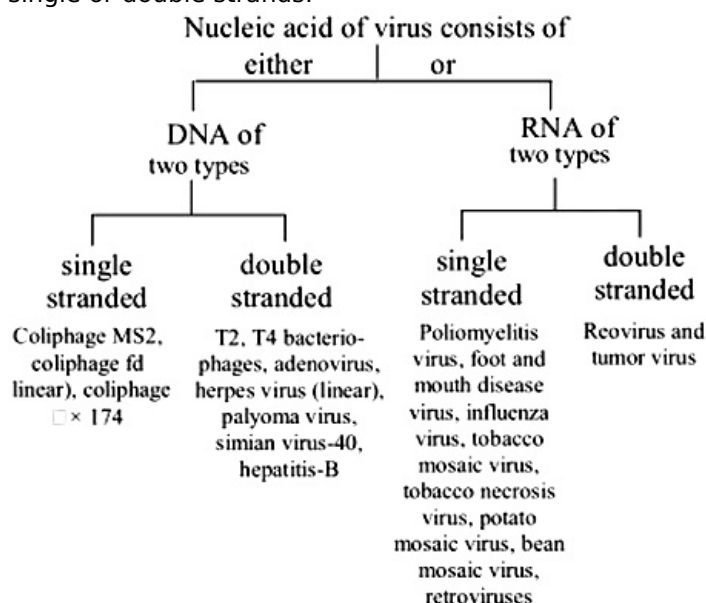 single or double strands.
Nucleic acid of virus consists of
either or
DNA of
two types
RNA of
two types
single
stranded
Coliphage MS2,
coliphage fd
linear), coliphage
□ × 174
double
stranded
T2, T4 bacterio-
phages, adenovirus,
herpes virus (linear),
palyoma virus,
simian virus-40,
hepatitis-B
single
stranded
Poliomyelitis
virus, foot and
mouth disease
virus, influenza
virus, tobacco
mosaic virus,
tobacco necrosis
virus, potato
mosaic virus, bean
mosaic virus,
retroviruses
double
stranded
Reovirus and
tumor virus